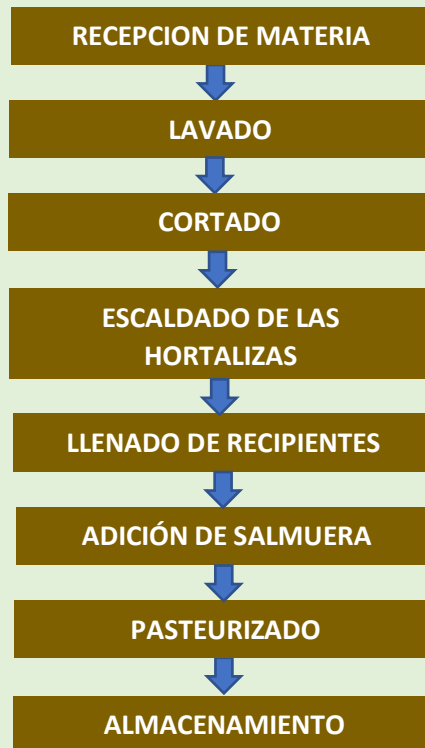 RECEPCION DE MATERIA
LAVADO
CORTADO
ESCALDADO DE LAS
HORTALIZAS
LLENADO DE RECIPIENTES
ADICIÓN DE SALMUERA
PASTEURIZADO
ALMACENAMIENTO